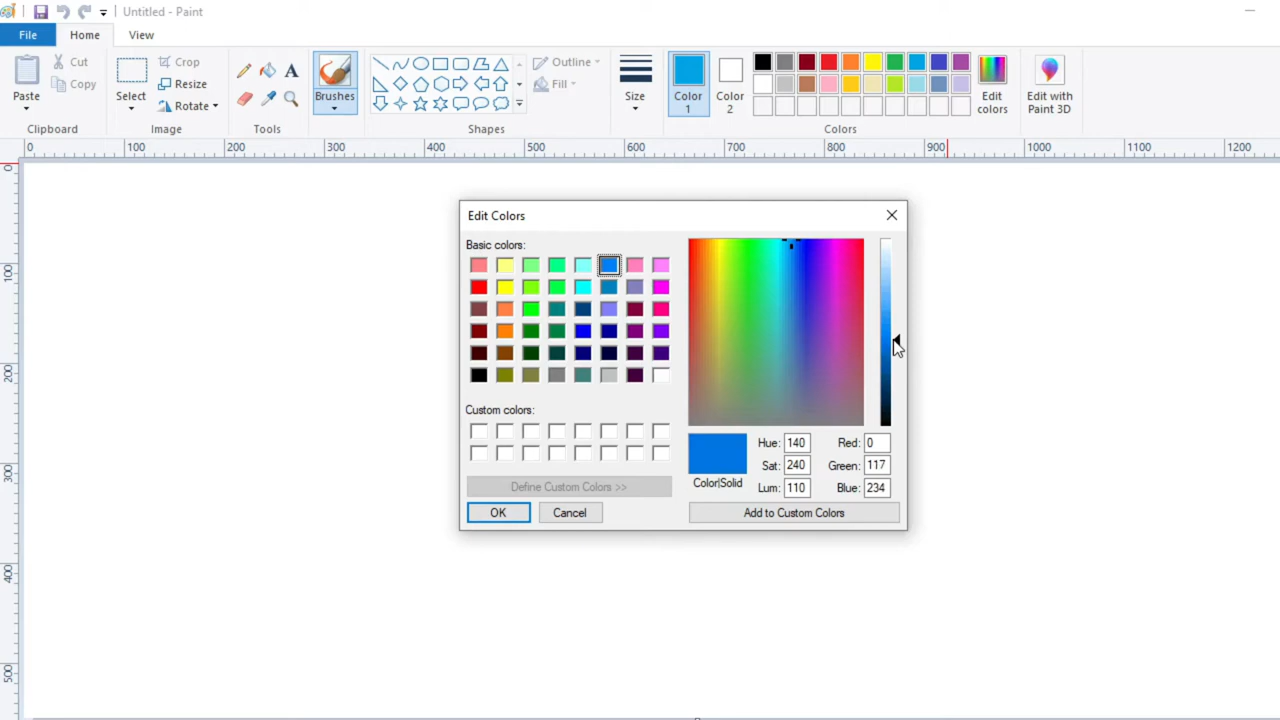 Untitled - Paint
File Home View
Paste
Cut
Copy
Clipboard
Select
Crop
Resize
Rotate
Image
Tools
Brushes
Outline
Fill
Shapes
Size
Color 1
Color 2
Edit colors
Colors
Edit with Paint 3D
0 100 200 300 400 500 600 700 800 900 1000 1100 1200
0
100
200
300
400
500
Edit Colors
Basic colors:
Custom colors:
Define Custom Colors >>
OK Cancel
Color|Solid
Hue: 140 Red: 0
Sat: 240 Green: 117
Lum: 110 Blue: 234
Add to Custom Colors